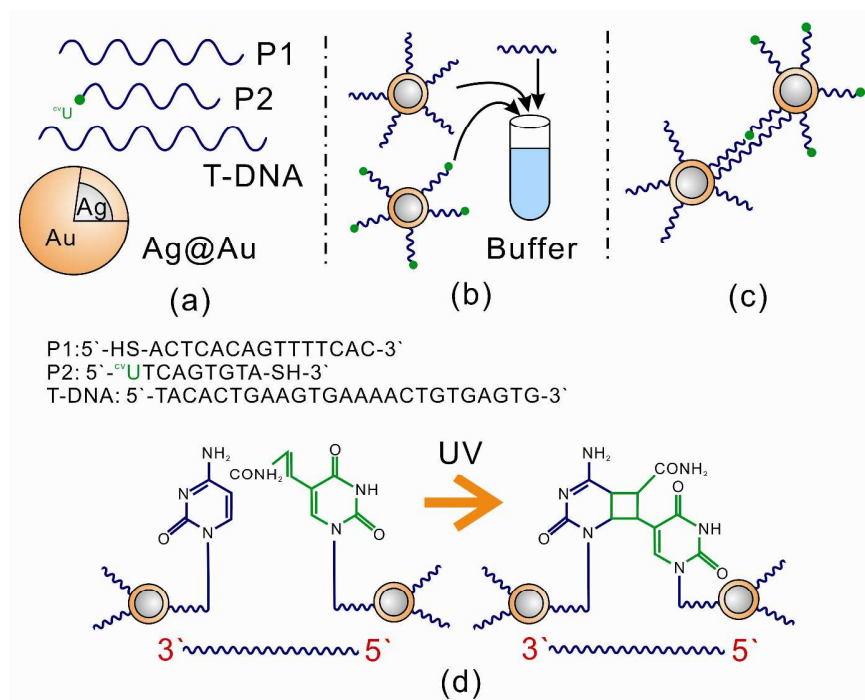 P1
cvU
P2
T-DNA
Ag
Au
Ag@Au
(a)
Buffer
(b)
(c)
P1:5`-HS-ACTCACAGTTTTCAC-3`
P2: 5`-cvUTCAGTGTA-SH-3`
T-DNA: 5`-TACACTGAAGTGAAAACTGTGAGTG-3`
NH2
N
O
N
CONH2
O
NH
N
O
UV
NH2
N
O
N
CONH2
O
NH
N
O
3` 5`
3` 5`
(d)